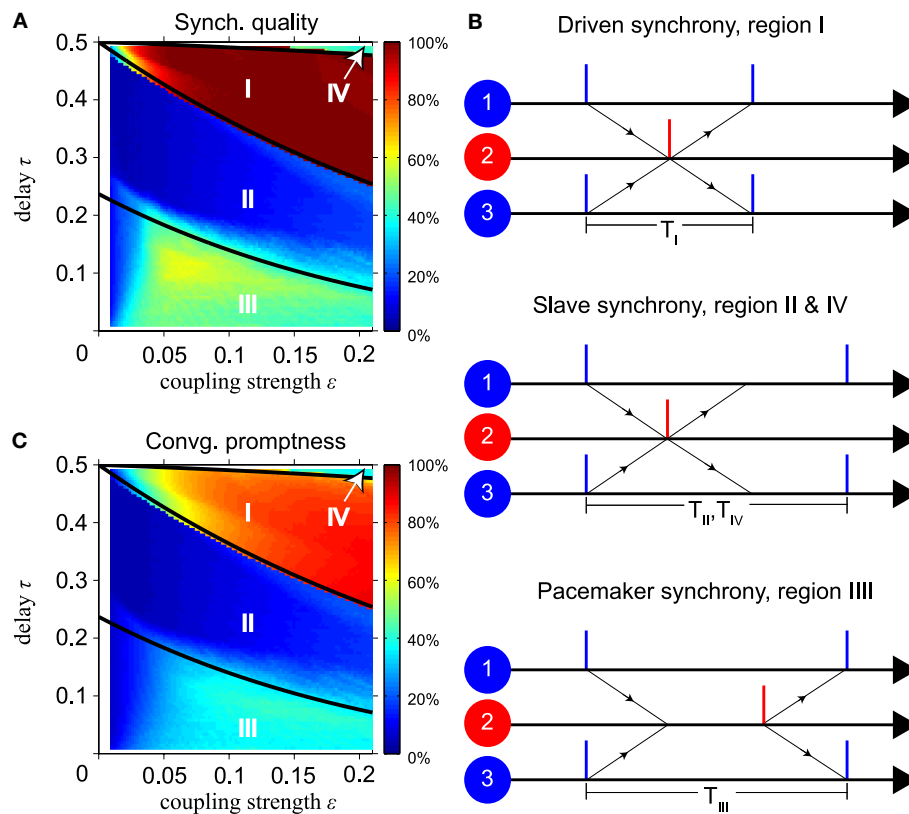 A
Synch. quality
0.5
0.4
0.3
0.2
0.1
0
0.05
0.1
0.15
0.2
delay τ
coupling strength ε
I
II
III
IV
100%
80%
60%
40%
20%
0%
B
Driven synchrony, region I
1
2
3
T_I
Slave synchrony, region II & IV
1
2
3
T_II, T_IV
Pacemaker synchrony, region IIII
1
2
3
T_III
C
Convg. promptness
0.5
0.4
0.3
0.2
0.1
0
0.05
0.1
0.15
0.2
delay τ
coupling strength ε
I
II
III
IV
100%
80%
60%
40%
20%
0%